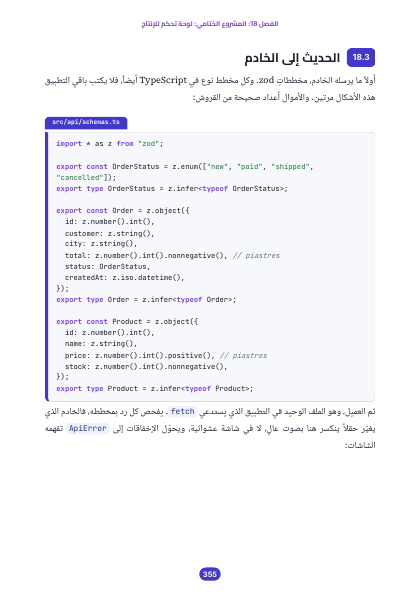 الفصل 18: المشروع الختامي: لوحة تحكم للإنتاج
18.3 الحديث إلى الخادم
أولاً ما يرسله الخادم، مخططات zod. وكل مخطط نوع في TypeScript أيضاً، فلا يكتب باقي التطبيق
هذه الأشكال مرتين. والأموال أعداد صحيحة من القروش:
src/api/schemas.ts
import * as z from "zod";
export const OrderStatus = z.enum(["new", "paid", "shipped",
"cancelled"]);
export type OrderStatus = z.infer<typeof OrderStatus>;
export const Order = z.object({
  id: z.number().int(),
  customer: z.string(),
  city: z.string(),
  total: z.number().int().nonnegative(), // piastres
  status: OrderStatus,
  createdAt: z.iso.datetime(),
});
export type Order = z.infer<typeof Order>;
export const Product = z.object({
  id: z.number().int(),
  name: z.string(),
  price: z.number().int().positive(), // piastres
  stock: z.number().int().nonnegative(),
});
export type Product = z.infer<typeof Product>;
ثم العميل، وهو الملف الوحيد في التطبيق الذي يستدعي fetch. يفحص كل رد بمخططه، فالخادم الذي
يغيّر حقلاً ينكسر هنا بصوت عالٍ، لا في شاشة عشوائية، ويحوّل الإخفاقات إلى ApiError تفهمه
الشاشات:
355